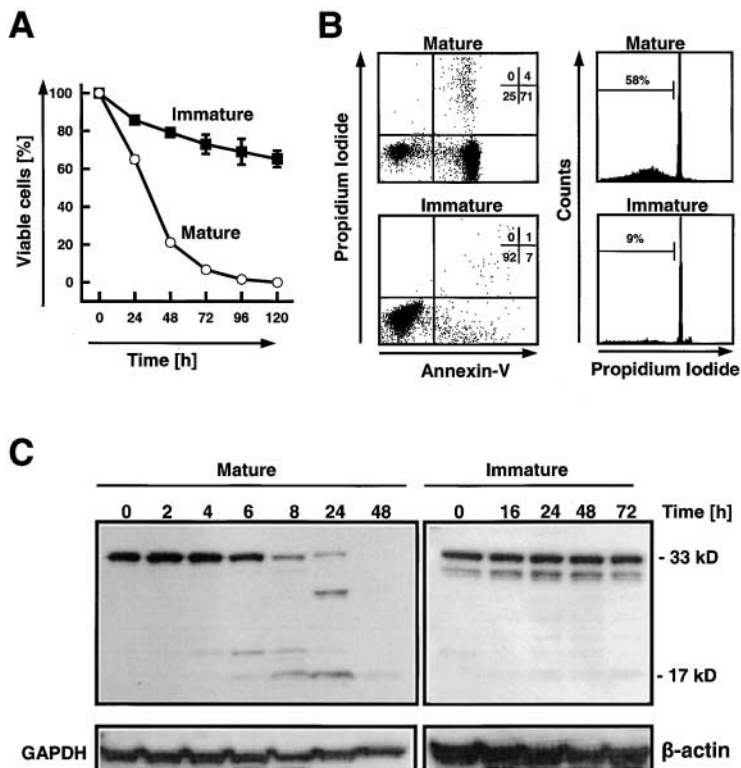 A
Viable cells [%]
100
80
60
40
20
0
Immature
Mature
0 24 48 72 96 120
Time [h]
B
Mature
0 4
25 71
Immature
0 1
92 7
Propidium Iodide
Annexin-V
Mature
58%
Immature
9%
Counts
Propidium Iodide
C
Mature Immature
0 2 4 6 8 24 48 0 16 24 48 72 Time [h]
- 33 kD
- 17 kD
GAPDH β-actin